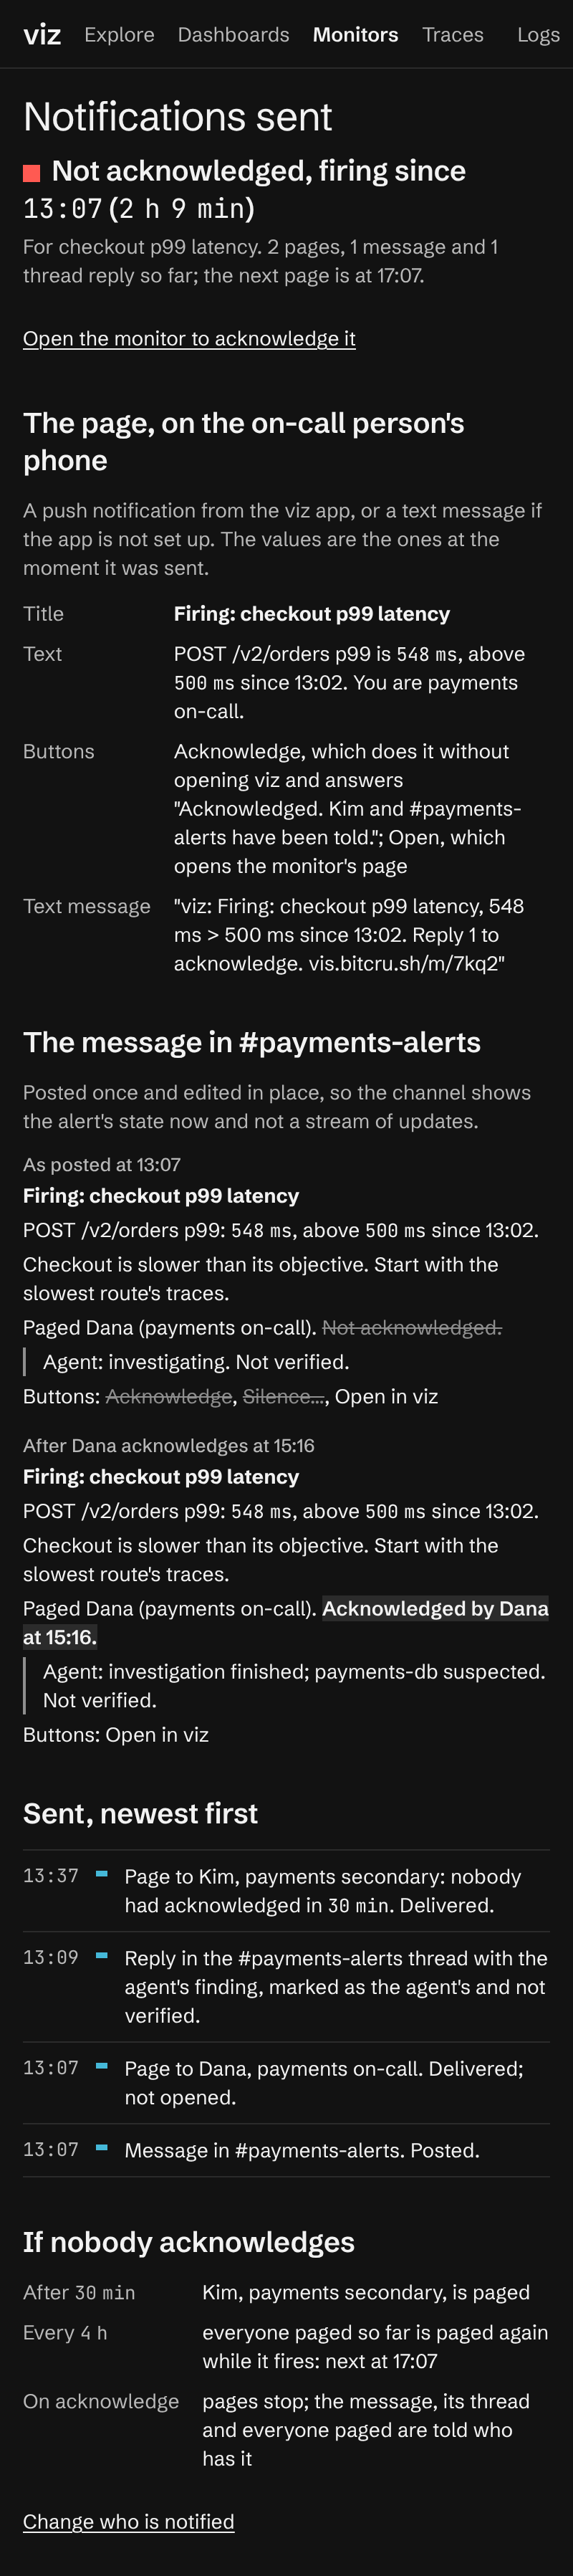 viz Explore Dashboards Monitors Traces Logs
Notifications sent
Not acknowledged, firing since
13:07 (2 h 9 min)
For checkout p99 latency. 2 pages, 1 message and 1
thread reply so far; the next page is at 17:07.
Open the monitor to acknowledge it
The page, on the on-call person's
phone
A push notification from the viz app, or a text message if
the app is not set up. The values are the ones at the
moment it was sent.
Title Firing: checkout p99 latency
Text POST /v2/orders p99 is 548 ms, above
500 ms since 13:02. You are payments
on-call.
Buttons Acknowledge, which does it without
opening viz and answers
"Acknowledged. Kim and #payments-
alerts have been told."; Open, which
opens the monitor's page
Text message "viz: Firing: checkout p99 latency, 548
ms > 500 ms since 13:02. Reply 1 to
acknowledge. vis.bitcru.sh/m/7kq2"
The message in #payments-alerts
Posted once and edited in place, so the channel shows
the alert's state now and not a stream of updates.
As posted at 13:07
Firing: checkout p99 latency
POST /v2/orders p99: 548 ms, above 500 ms since 13:02.
Checkout is slower than its objective. Start with the
slowest route's traces.
Paged Dana (payments on-call). Not acknowledged.
Agent: investigating. Not verified.
Buttons: Acknowledge, Silence…, Open in viz
After Dana acknowledges at 15:16
Firing: checkout p99 latency
POST /v2/orders p99: 548 ms, above 500 ms since 13:02.
Checkout is slower than its objective. Start with the
slowest route's traces.
Paged Dana (payments on-call). Acknowledged by Dana
at 15:16.
Agent: investigation finished; payments-db suspected.
Not verified.
Buttons: Open in viz
Sent, newest first
13:37 Page to Kim, payments secondary: nobody
had acknowledged in 30 min. Delivered.
13:09 Reply in the #payments-alerts thread with the
agent's finding, marked as the agent's and not
verified.
13:07 Page to Dana, payments on-call. Delivered;
not opened.
13:07 Message in #payments-alerts. Posted.
If nobody acknowledges
After 30 min Kim, payments secondary, is paged
Every 4 h everyone paged so far is paged again
while it fires: next at 17:07
On acknowledge pages stop; the message, its thread
and everyone paged are told who
has it
Change who is notified